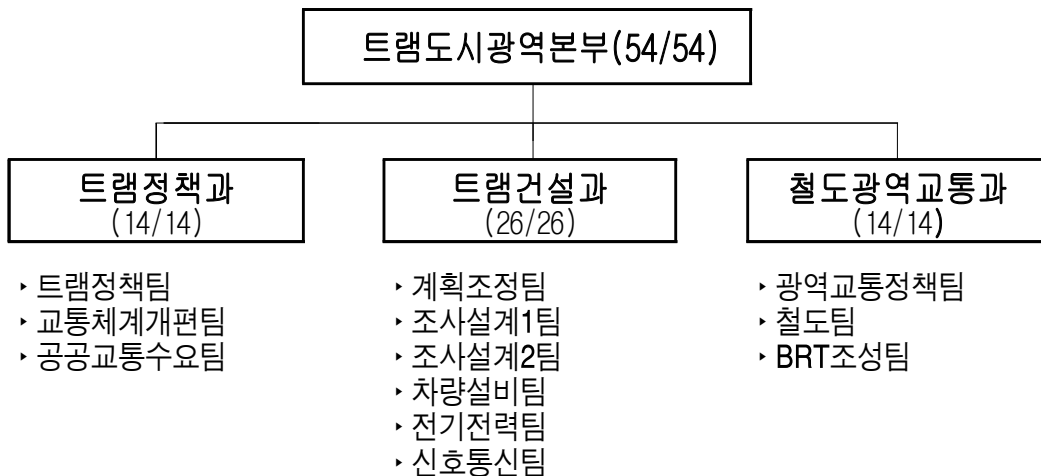 트램도시광역본부(54/54)
트램정책과
(14/14)
트램건설과
(26/26)
철도광역교통과
(14/14)
‣ 트램정책팀
‣ 교통체계개편팀
‣ 공공교통수요팀
‣ 계획조정팀
‣ 조사설계1팀
‣ 조사설계2팀
‣ 차량설비팀
‣ 전기전력팀
‣ 신호통신팀
‣ 광역교통정책팀
‣ 철도팀
‣ BRT조성팀